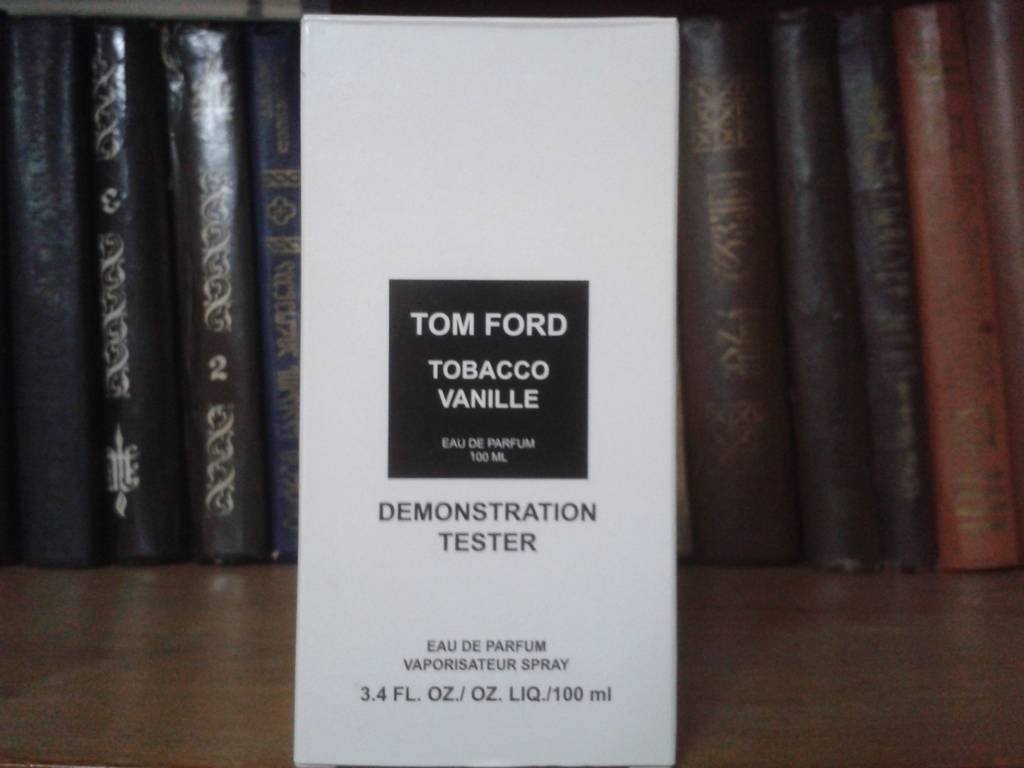 2
TOM FORD
TOBACCO
VANILLE
EAU DE PARFUM
100 ML
DEMONSTRATION
TESTER
EAU DE PARFUM
VAPORISATEUR SPRAY
3.4 FL. OZ./ OZ. LIQ./100 ml